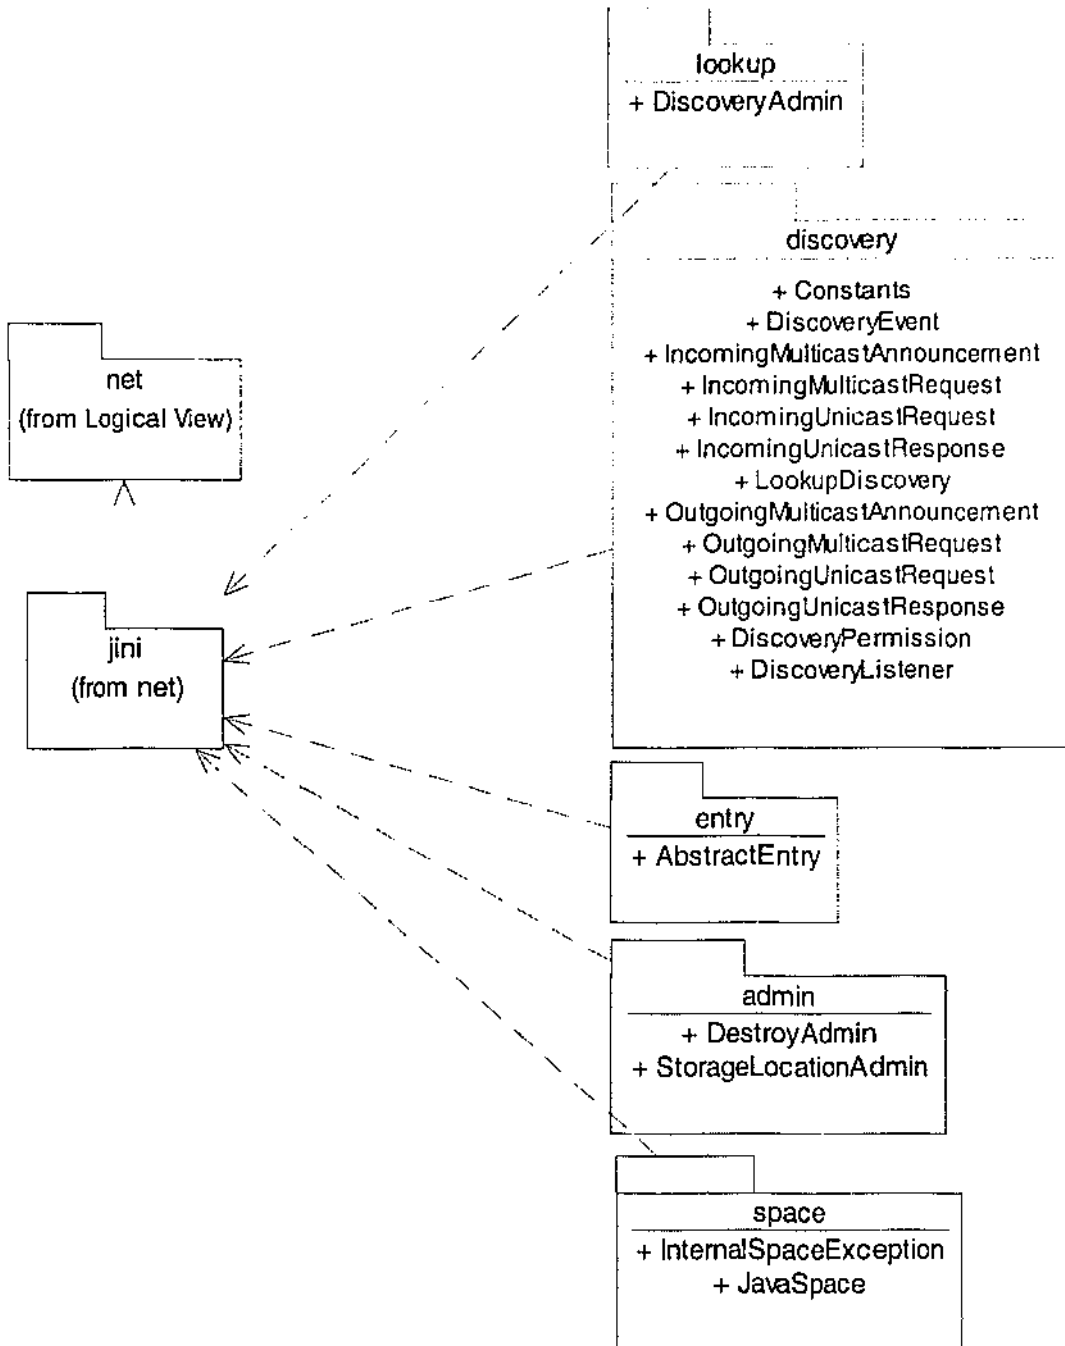 lookup
+ DiscoveryAdmin
discovery
+ Constants
+ DiscoveryEvent
+ IncomingMulticastAnnouncement
+ IncomingMulticastRequest
+ IncomingUnicastRequest
+ IncomingUnicastResponse
+ LookupDiscovery
+ OutgoingMulticastAnnouncement
+ OutgoingMulticastRequest
+ OutgoingUnicastRequest
+ OutgoingUnicastResponse
+ DiscoveryPermission
+ DiscoveryListener
net
(from Logical View)
jini
(from net)
entry
+ AbstractEntry
admin
+ DestroyAdmin
+ StorageLocationAdmin
space
+ InternalSpaceException
+ JavaSpace